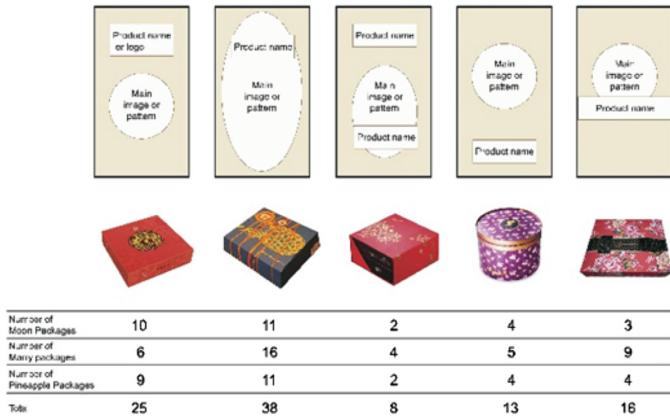 Product name
or logo
Main
image or
pattern
Product name
Main
image or
pattern
Product name
Main
image or
pattern
Product name
Main
image or
pattern
Product name
Main
image or
pattern
Product name
Number of
Moon Packages
10 11 2 4 3
Number of
Marry packages
6 16 4 5 9
Number of
Pineapple Packages
9 11 2 4 4
Tota 25 38 8 13 16